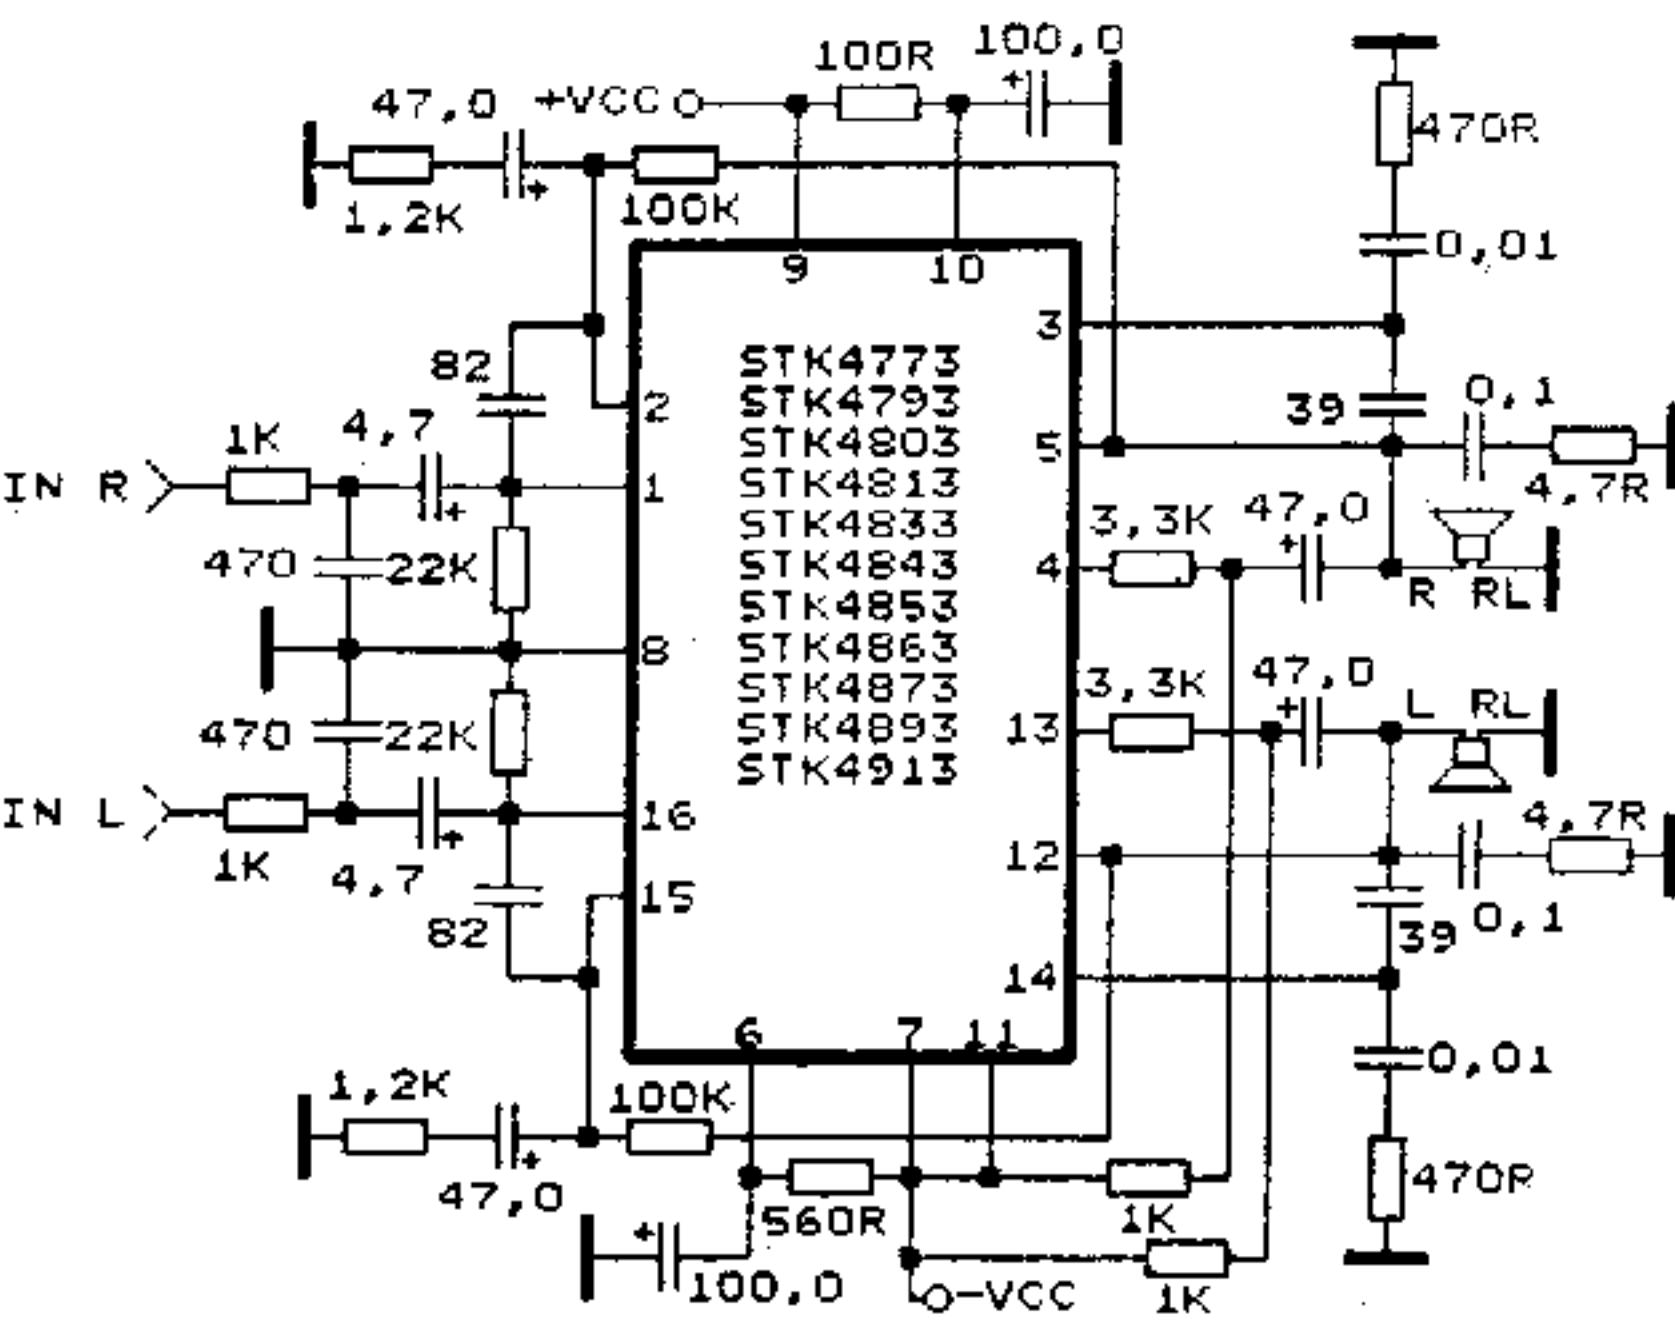 100R
100,0
47,0
+VCC
470R
1,2K
100K
0,01
9
10
3
STK4773
STK4793
STK4803
STK4813
STK4833
STK4843
STK4853
STK4863
STK4873
STK4893
STK4913
82
2
39
0,1
1K
4,7
5
IN R
1
4,7R
3,3K
47,0
470
22K
4
R
RL
8
3,3K
47,0
470
22K
13
L
RL
IN L
16
4,7R
1K
4,7
12
15
82
39
0,1
14
6
7
11
1,2K
100K
0,01
47,0
560R
1K
470R
100,0
-VCC
1K